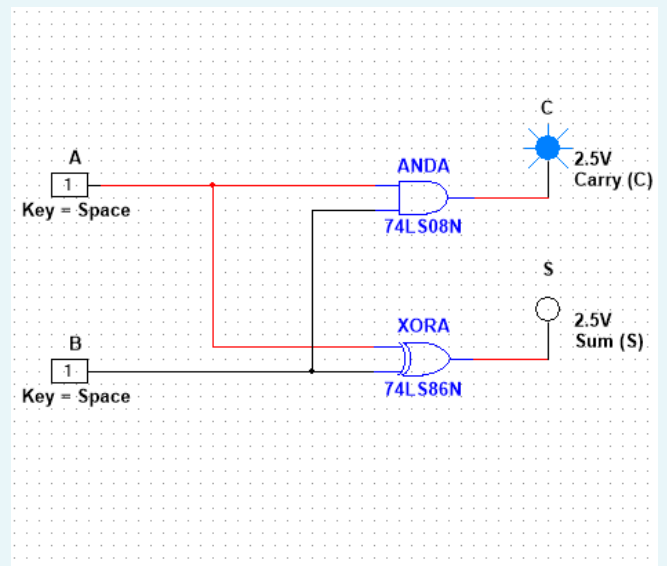 C
2.5V
Carry (C)
A
1
Key = Space
ANDA
74LS08N
S
2.5V
Sum (S)
B
1
Key = Space
XORA
74LS86N